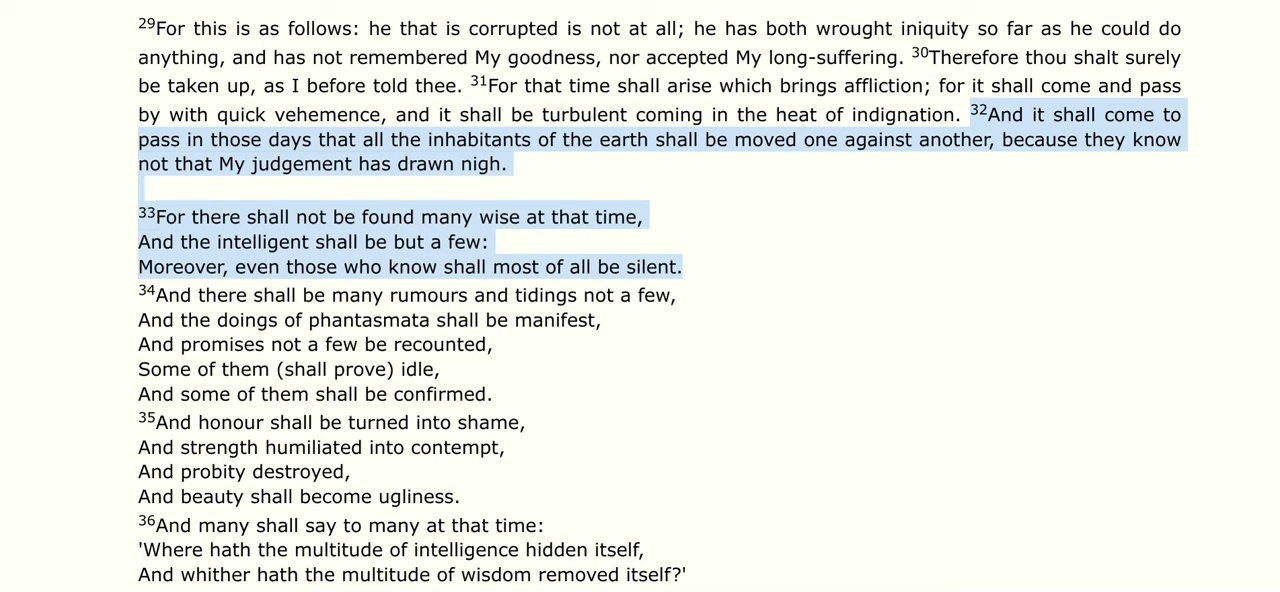 29For this is as follows: he that is corrupted is not at all; he has both wrought iniquity so far as he could do
anything, and has not remembered My goodness, nor accepted My long-suffering. 30Therefore thou shalt surely
be taken up, as I before told thee. 31For that time shall arise which brings affliction; for it shall come and pass
by with quick vehemence, and it shall be turbulent coming in the heat of indignation. 32And it shall come to
pass in those days that all the inhabitants of the earth shall be moved one against another, because they know
not that My judgement has drawn nigh.
33For there shall not be found many wise at that time,
And the intelligent shall be but a few:
Moreover, even those who know shall most of all be silent.
34And there shall be many rumours and tidings not a few,
And the doings of phantasmata shall be manifest,
And promises not a few be recounted,
Some of them (shall prove) idle,
And some of them shall be confirmed.
35And honour shall be turned into shame,
And strength humiliated into contempt,
And probity destroyed,
And beauty shall become ugliness.
36And many shall say to many at that time:
'Where hath the multitude of intelligence hidden itself,
And whither hath the multitude of wisdom removed itself?'